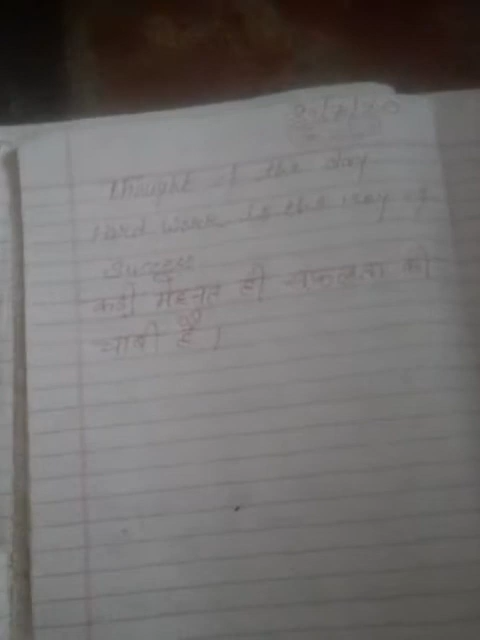 Thought of the day
Hard work is the key of
success
कड़ी मेहनत ही सफलता की
चाबी है।